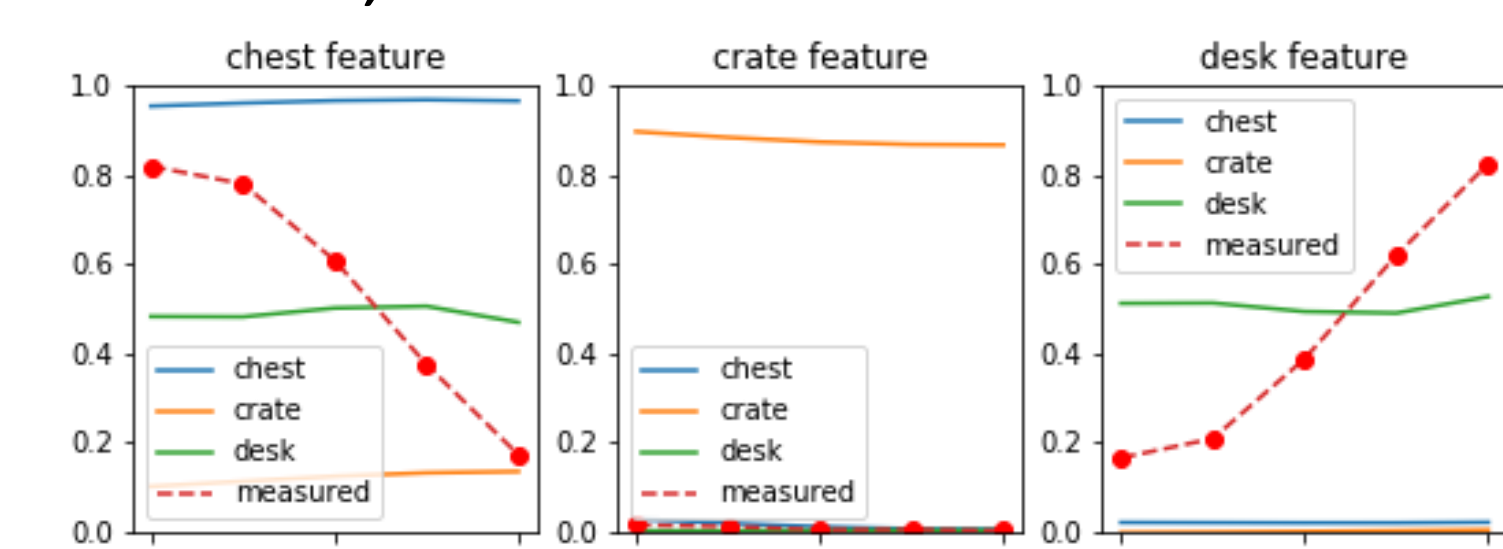 chest feature
1.0
0.8
0.6
0.4
0.2
0.0
chest
crate
desk
measured
crate feature
1.0
0.8
0.6
0.4
0.2
0.0
chest
crate
desk
measured
desk feature
1.0
0.8
0.6
0.4
0.2
0.0
chest
crate
desk
measured